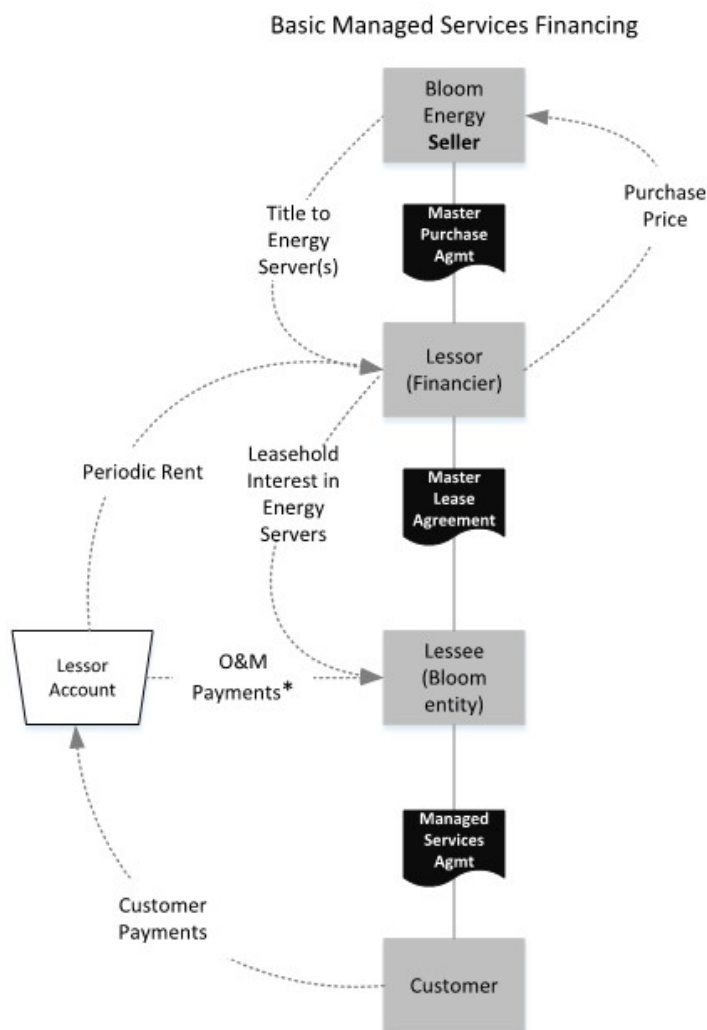 Basic Managed Services Financing
Bloom
Energy
Seller
Title to
Energy
Server(s)
Master
Purchase
Agmt
Purchase
Price
Lessor
(Financier)
Periodic Rent
Leasehold
Interest in
Energy
Servers
Master
Lease
Agreement
Lessor
Account
O&M
Payments*
Lessee
(Bloom
entity)
Managed
Services
Agmt
Customer
Payments
Customer